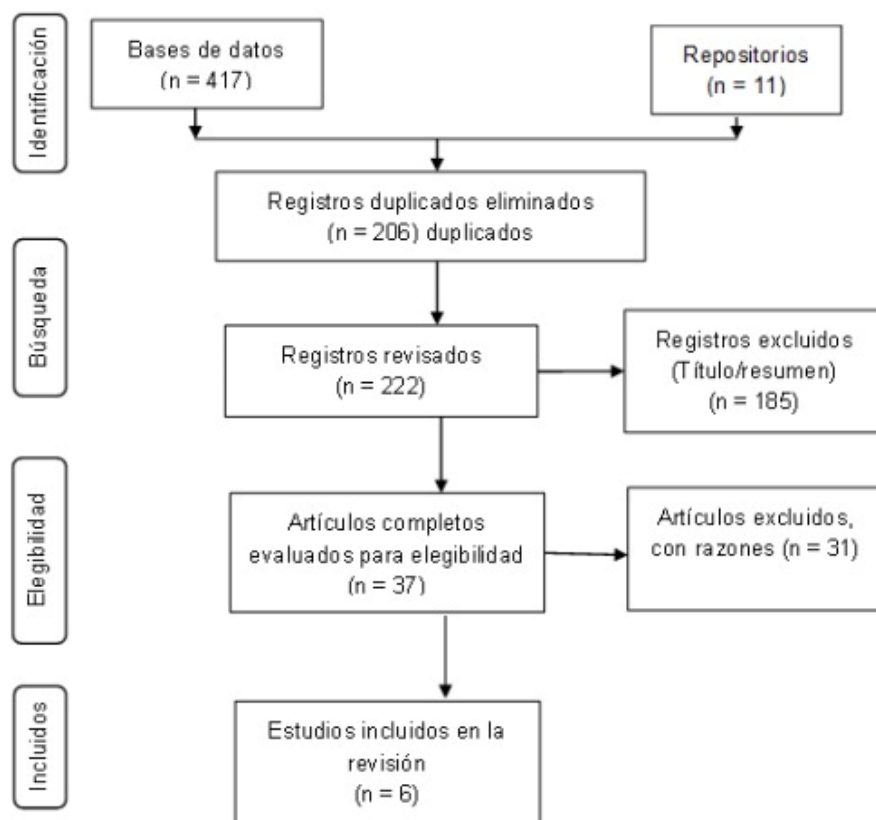 Identificación
Bases de datos
(n = 417)
Repositorios
(n = 11)
Registros duplicados eliminados
(n = 206) duplicados
Búsqueda
Registros revisados
(n = 222)
Registros excluidos
(Título/resumen)
(n = 185)
Elegibilidad
Artículos completos
evaluados para elegibilidad
(n = 37)
Artículos excluidos,
con razones (n = 31)
Incluidos
Estudios incluidos en la
revisión
(n = 6)